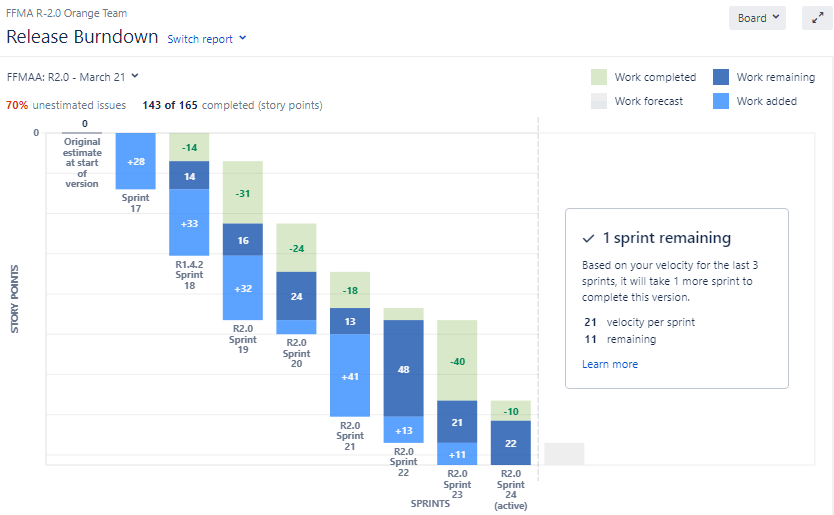 FFMA R-2.0 Orange Team
Board
Release Burndown Switch report
FFMAA: R2.0 - March 21
Work completed
Work remaining
70% unestimated issues 143 of 165 completed (story points)
Work forecast
Work added
0
0
Original
estimate
at start
of
version
+28
Sprint
17
-14
14
+33
R1.4.2
Sprint
18
-31
16
+32
R2.0
Sprint
19
-24
24
R2.0
Sprint
20
-18
13
+41
R2.0
Sprint
21
48
+13
R2.0
Sprint
22
-40
21
+11
R2.0
Sprint
23
-10
22
R2.0
Sprint
24
(active)
STORY POINTS
SPRINTS
1 sprint remaining
Based on your velocity for the last 3
sprints, it will take 1 more sprint to
complete this version.
21 velocity per sprint
11 remaining
Learn more